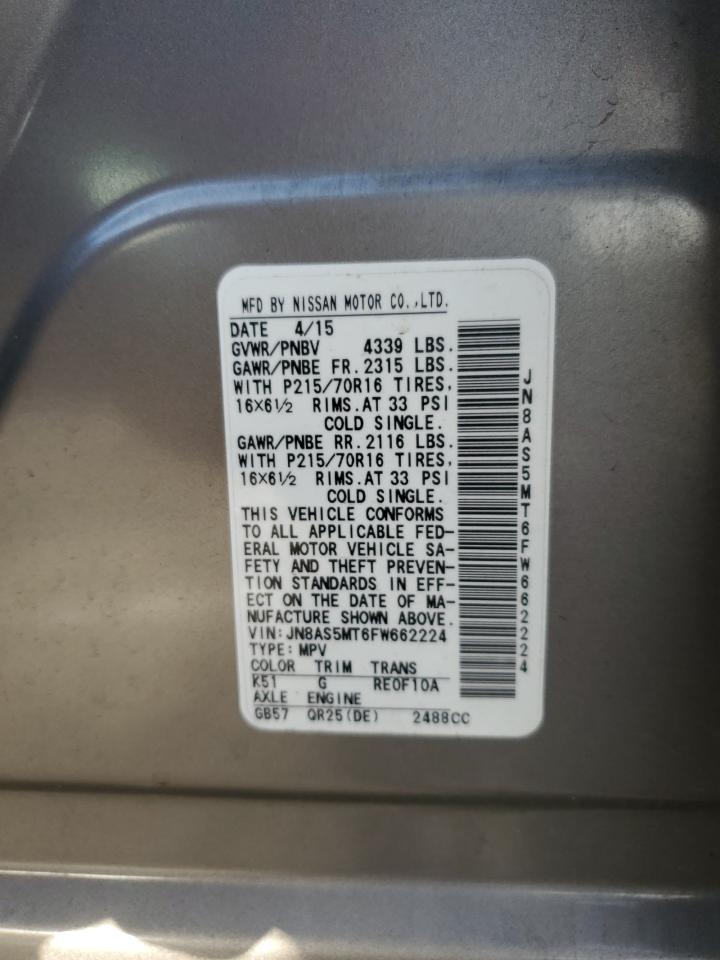 MFD BY NISSAN MOTOR CO.,LTD.
DATE 4/15
GVWR/PNBV 4339 LBS.
GAWR/PNBE FR.2315 LBS.
WITH P215/70R16 TIRES,
16X6½ RIMS.AT 33 PSI
COLD SINGLE.
GAWR/PNBE RR.2116 LBS.
WITH P215/70R16 TIRES,
16X6½ RIMS.AT 33 PSI
COLD SINGLE.
THIS VEHICLE CONFORMS
TO ALL APPLICABLE FED-
ERAL MOTOR VEHICLE SA-
FETY AND THEFT PREVEN-
TION STANDARDS IN EFF-
ECT ON THE DATE OF MA-
NUFACTURE SHOWN ABOVE.
VIN:JN8AS5MT6FW662224
TYPE:MPV
COLOR TRIM TRANS
K51 G RE0F10A
AXLE ENGINE
GB57 QR25(DE) 2488CC
JN8AS5MT6FW662224